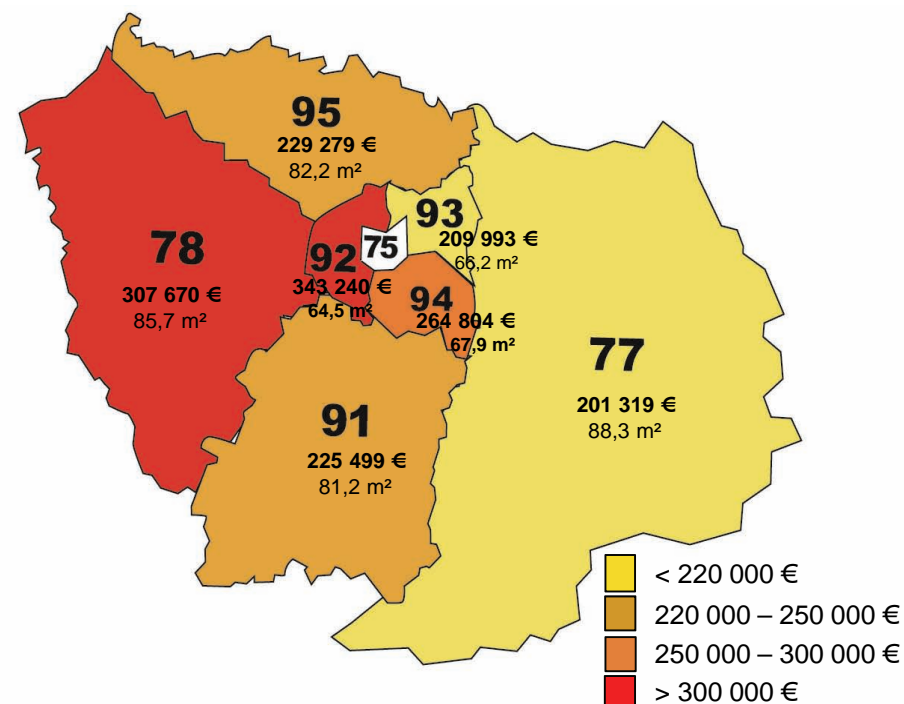 95
229 279 €
82,2 m²
93
209 993 €
66,2 m²
75
78
307 670 €
85,7 m²
92
343 240 €
64,5 m²
94
264 804 €
67,9 m²
77
201 319 €
88,3 m²
91
225 499 €
81,2 m²
< 220 000 €
220 000 – 250 000 €
250 000 – 300 000 €
> 300 000 €